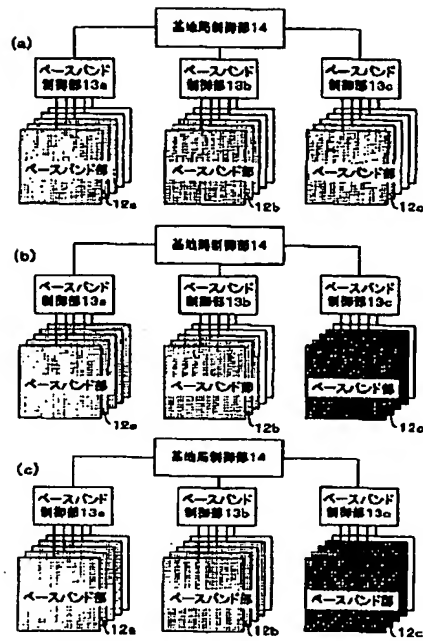 (a)
基地局制御部14
ベースバンド
制御部13a
ベースバンド
制御部13b
ベースバンド
制御部13c
ベースバンド部
ベースバンド部
ベースバンド部
12a
12b
12c
(b)
基地局制御部14
ベースバンド
制御部13a
ベースバンド
制御部13b
ベースバンド
制御部13c
ベースバンド部
ベースバンド部
ベースバンド部
12a
12b
12c
(c)
基地局制御部14
ベースバンド
制御部13a
ベースバンド
制御部13b
ベースバンド
制御部13c
ベースバンド部
ベースバンド部
ベースバンド部
12a
12b
12c